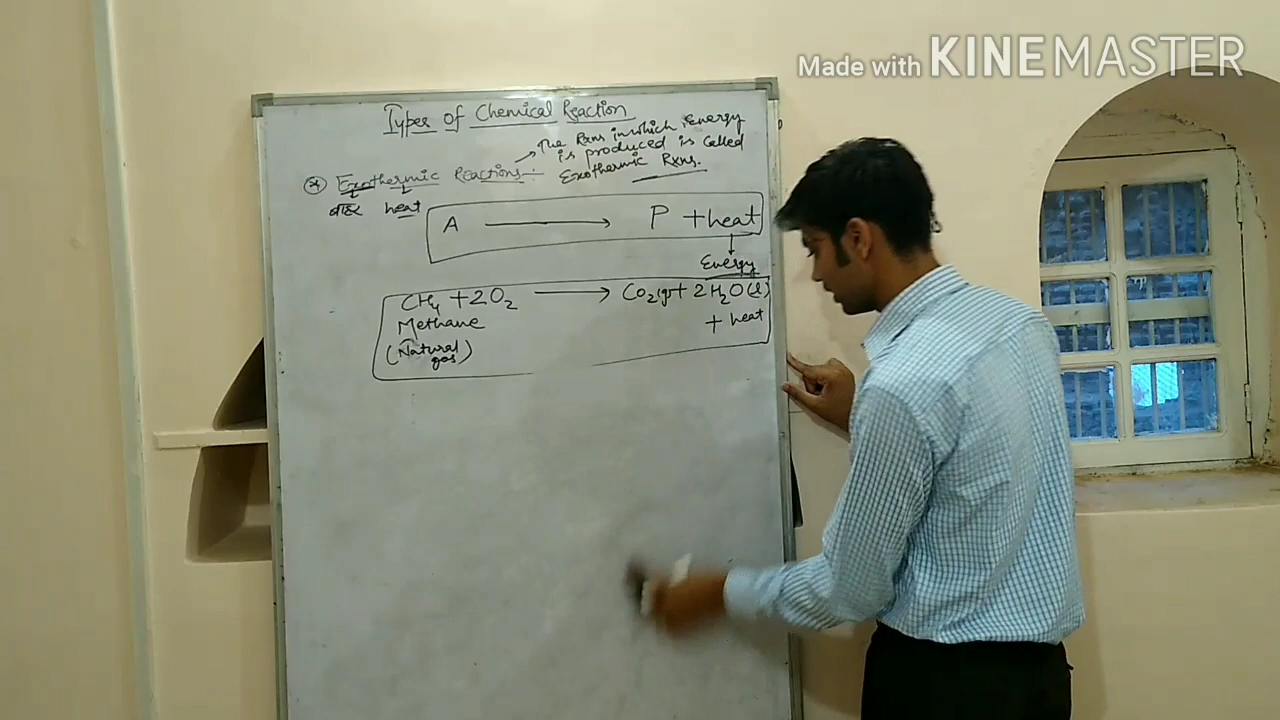 Made with KINEMASTER
Types of Chemical Reaction
The Rxns in which Energy
is produced is called
Exothermic Rxns.
Exothermic Reactions
बाहर heat
A → P + heat
Energy
CH4 + 2O2 → CO2(g) + 2H2O(l)
Methane + heat
(Natural
gas)